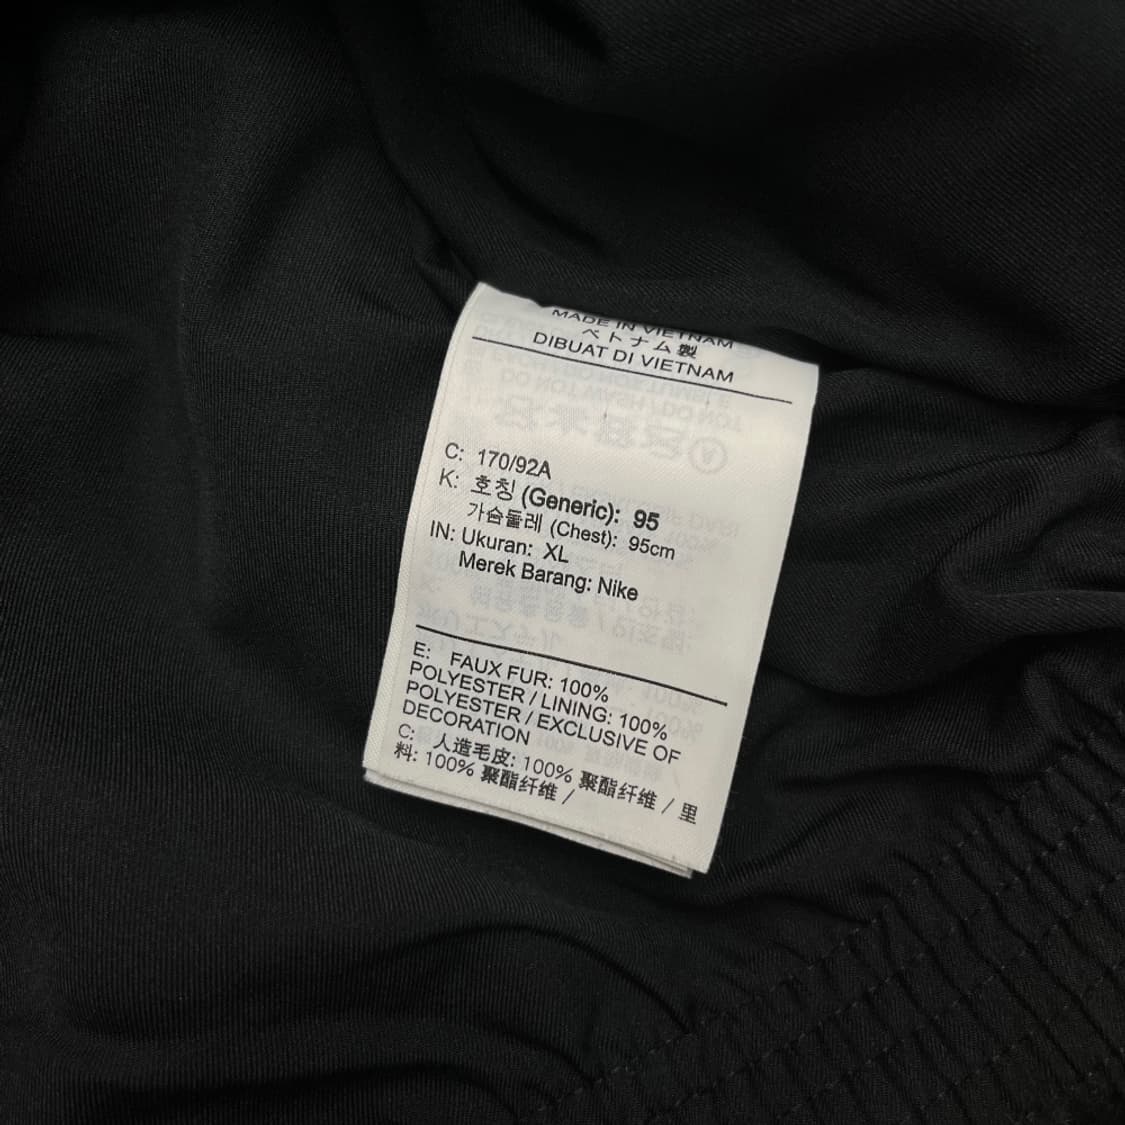 MADE IN VIETNAM
ベトナム製
DIBUAT DI VIETNAM
C: 170/92A
K: 호칭 (Generic): 95
가슴둘레 (Chest): 95cm
IN: Ukuran: XL
Merek Barang: Nike
E: FAUX FUR: 100%
POLYESTER / LINING: 100%
POLYESTER / EXCLUSIVE OF
DECORATION
C: 人造毛皮: 100% 聚酯纤维 / 里
料: 100% 聚酯纤维 /